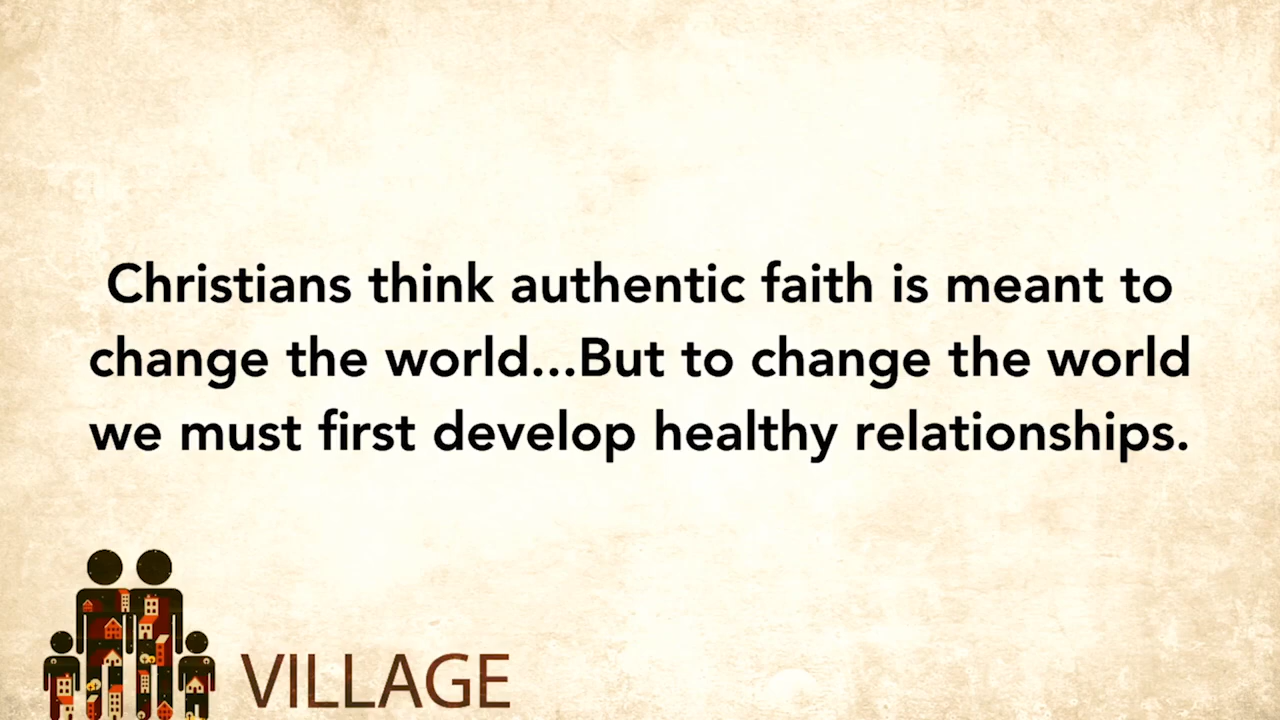 Christians think authentic faith is meant to
change the world...But to change the world
we must first develop healthy relationships.
VILLAGE